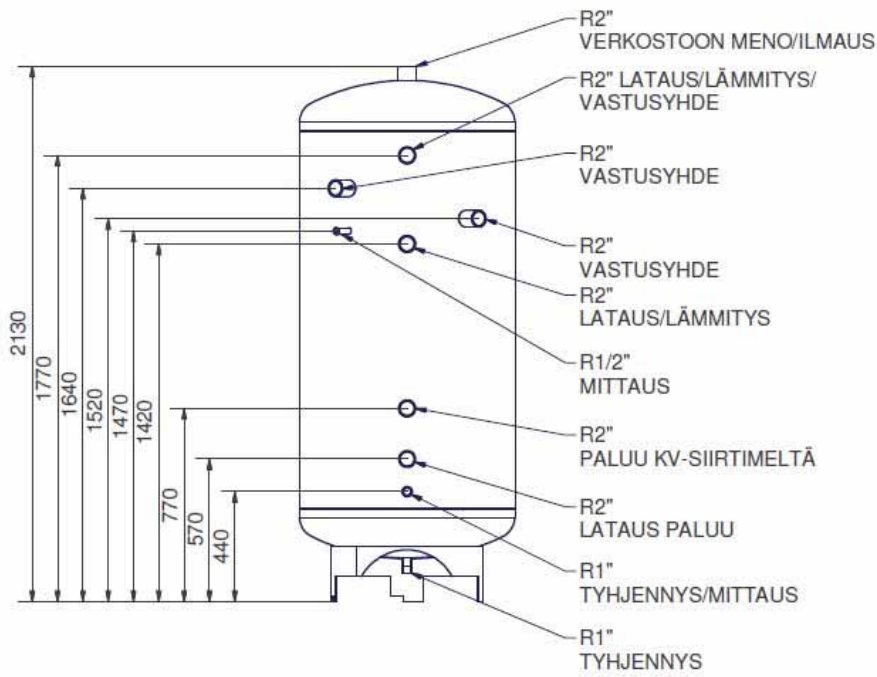 R2"
VERKOSTOON MENO/ILMAUS
R2" LATAUS/LÄMMITYS/
VASTUSYHDE
R2"
VASTUSYHDE
R2"
VASTUSYHDE
R2"
LATAUS/LÄMMITYS
R1/2"
MITTAUS
R2"
PALUU KV-SIIRTIMELTÄ
R2"
LATAUS PALUU
R1"
TYHJENNYS/MITTAUS
R1"
TYHJENNYS
2130
1770
1640
1520
1470
1420
770
570
440